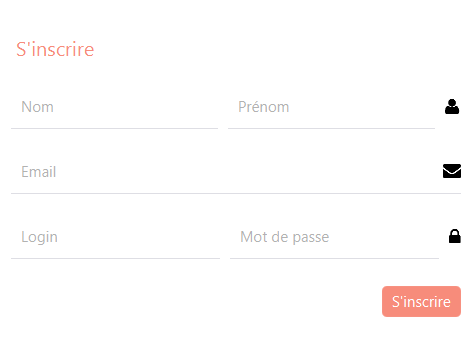 S'inscrire
Nom Prénom
Email
Login Mot de passe
S'inscrire